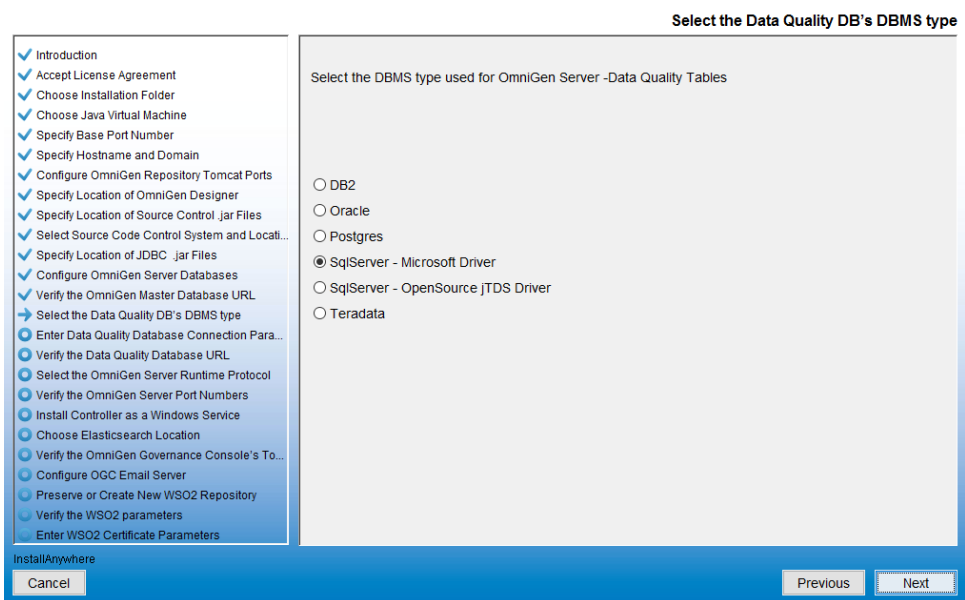 Select the Data Quality DB's DBMS type
Introduction
Accept License Agreement
Choose Installation Folder
Choose Java Virtual Machine
Specify Base Port Number
Specify Hostname and Domain
Configure OmniGen Repository Tomcat Ports
Specify Location of OmniGen Designer
Specify Location of Source Control .jar Files
Select Source Code Control System and Locati...
Specify Location of JDBC .jar Files
Configure OmniGen Server Databases
Verify the OmniGen Master Database URL
Select the Data Quality DB's DBMS type
Enter Data Quality Database Connection Para...
Verify the Data Quality Database URL
Select the OmniGen Server Runtime Protocol
Verify the OmniGen Server Port Numbers
Install Controller as a Windows Service
Choose Elasticsearch Location
Verify the OmniGen Governance Console's To...
Configure OGC Email Server
Preserve or Create New WSO2 Repository
Verify the WSO2 parameters
Enter WSO2 Certificate Parameters
Select the DBMS type used for OmniGen Server -Data Quality Tables
DB2
Oracle
Postgres
SqlServer - Microsoft Driver
SqlServer - OpenSource jTDS Driver
Teradata
InstallAnywhere
Cancel
Previous
Next